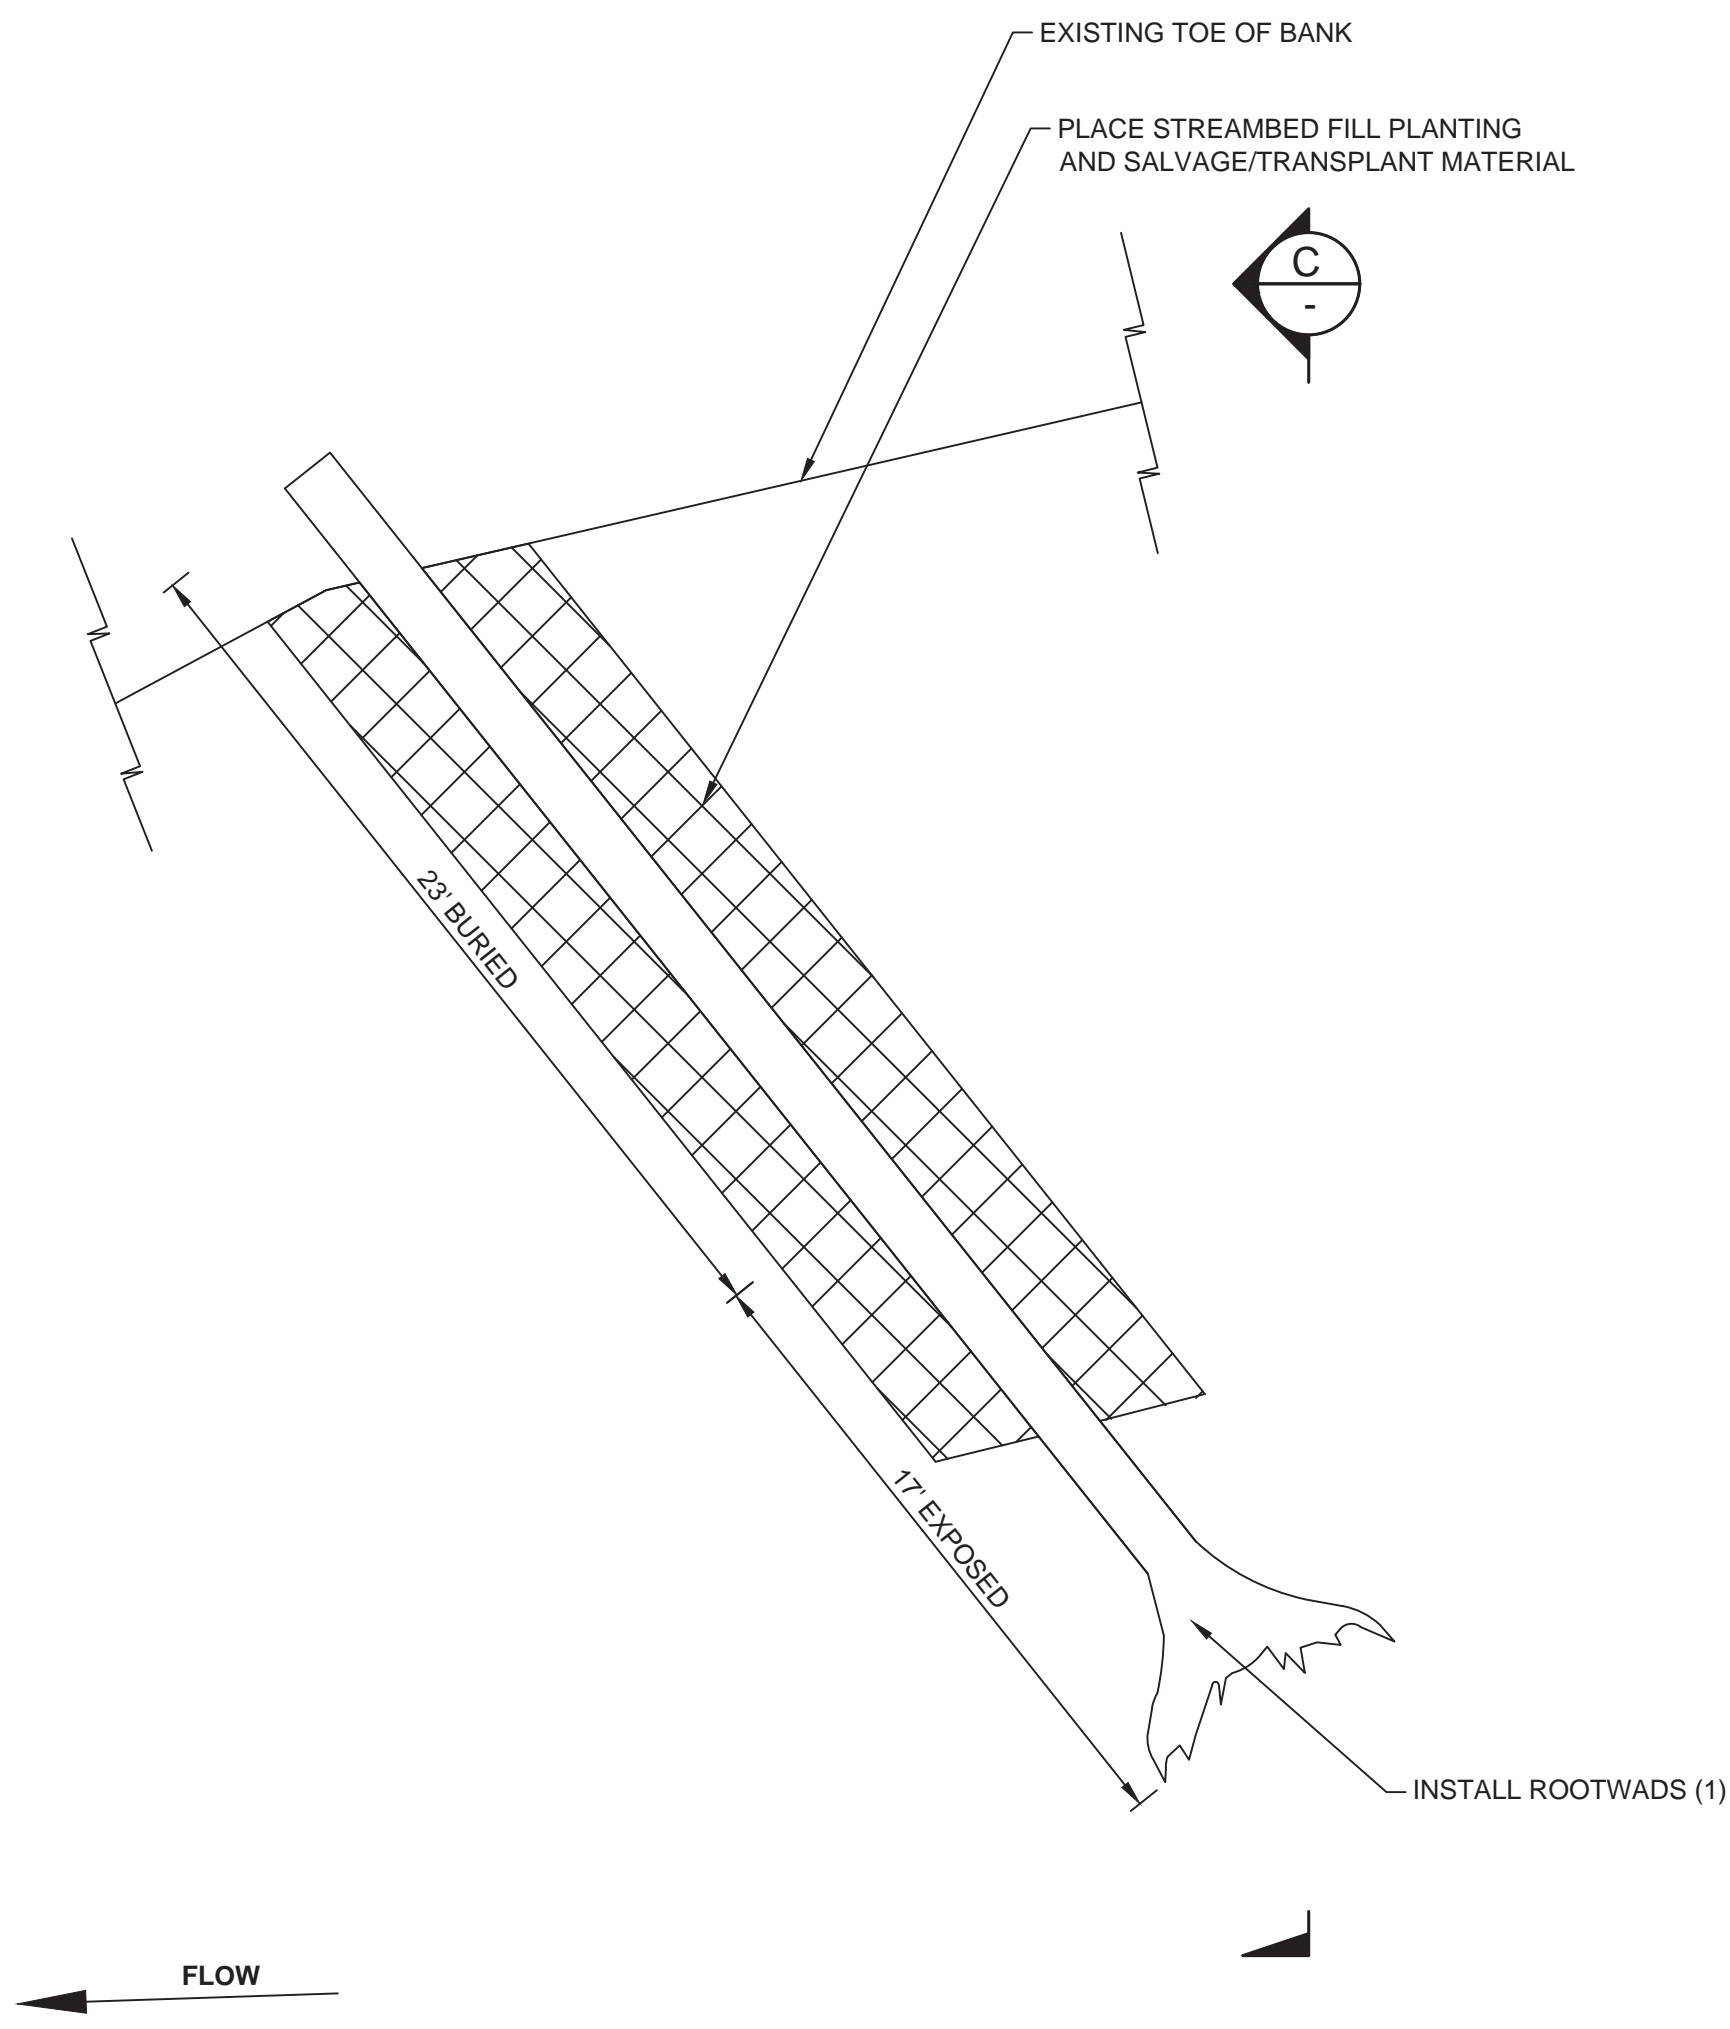 EXISTING TOE OF BANK
PLACE STREAMBED FILL PLANTING
AND SALVAGE/TRANSPLANT MATERIAL
C
-
23' BURIED
17' EXPOSED
INSTALL ROOTWADS (1)
FLOW